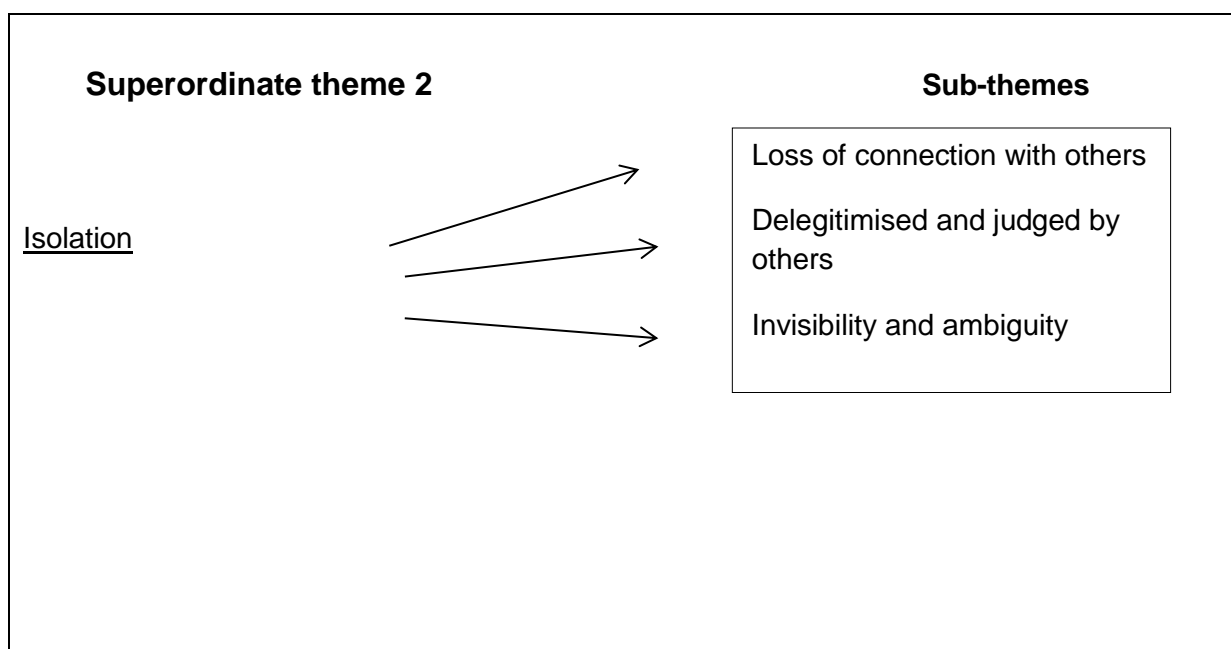 Superordinate theme 2
Sub-themes
Isolation
Loss of connection with others
Delegitimised and judged by
others
Invisibility and ambiguity